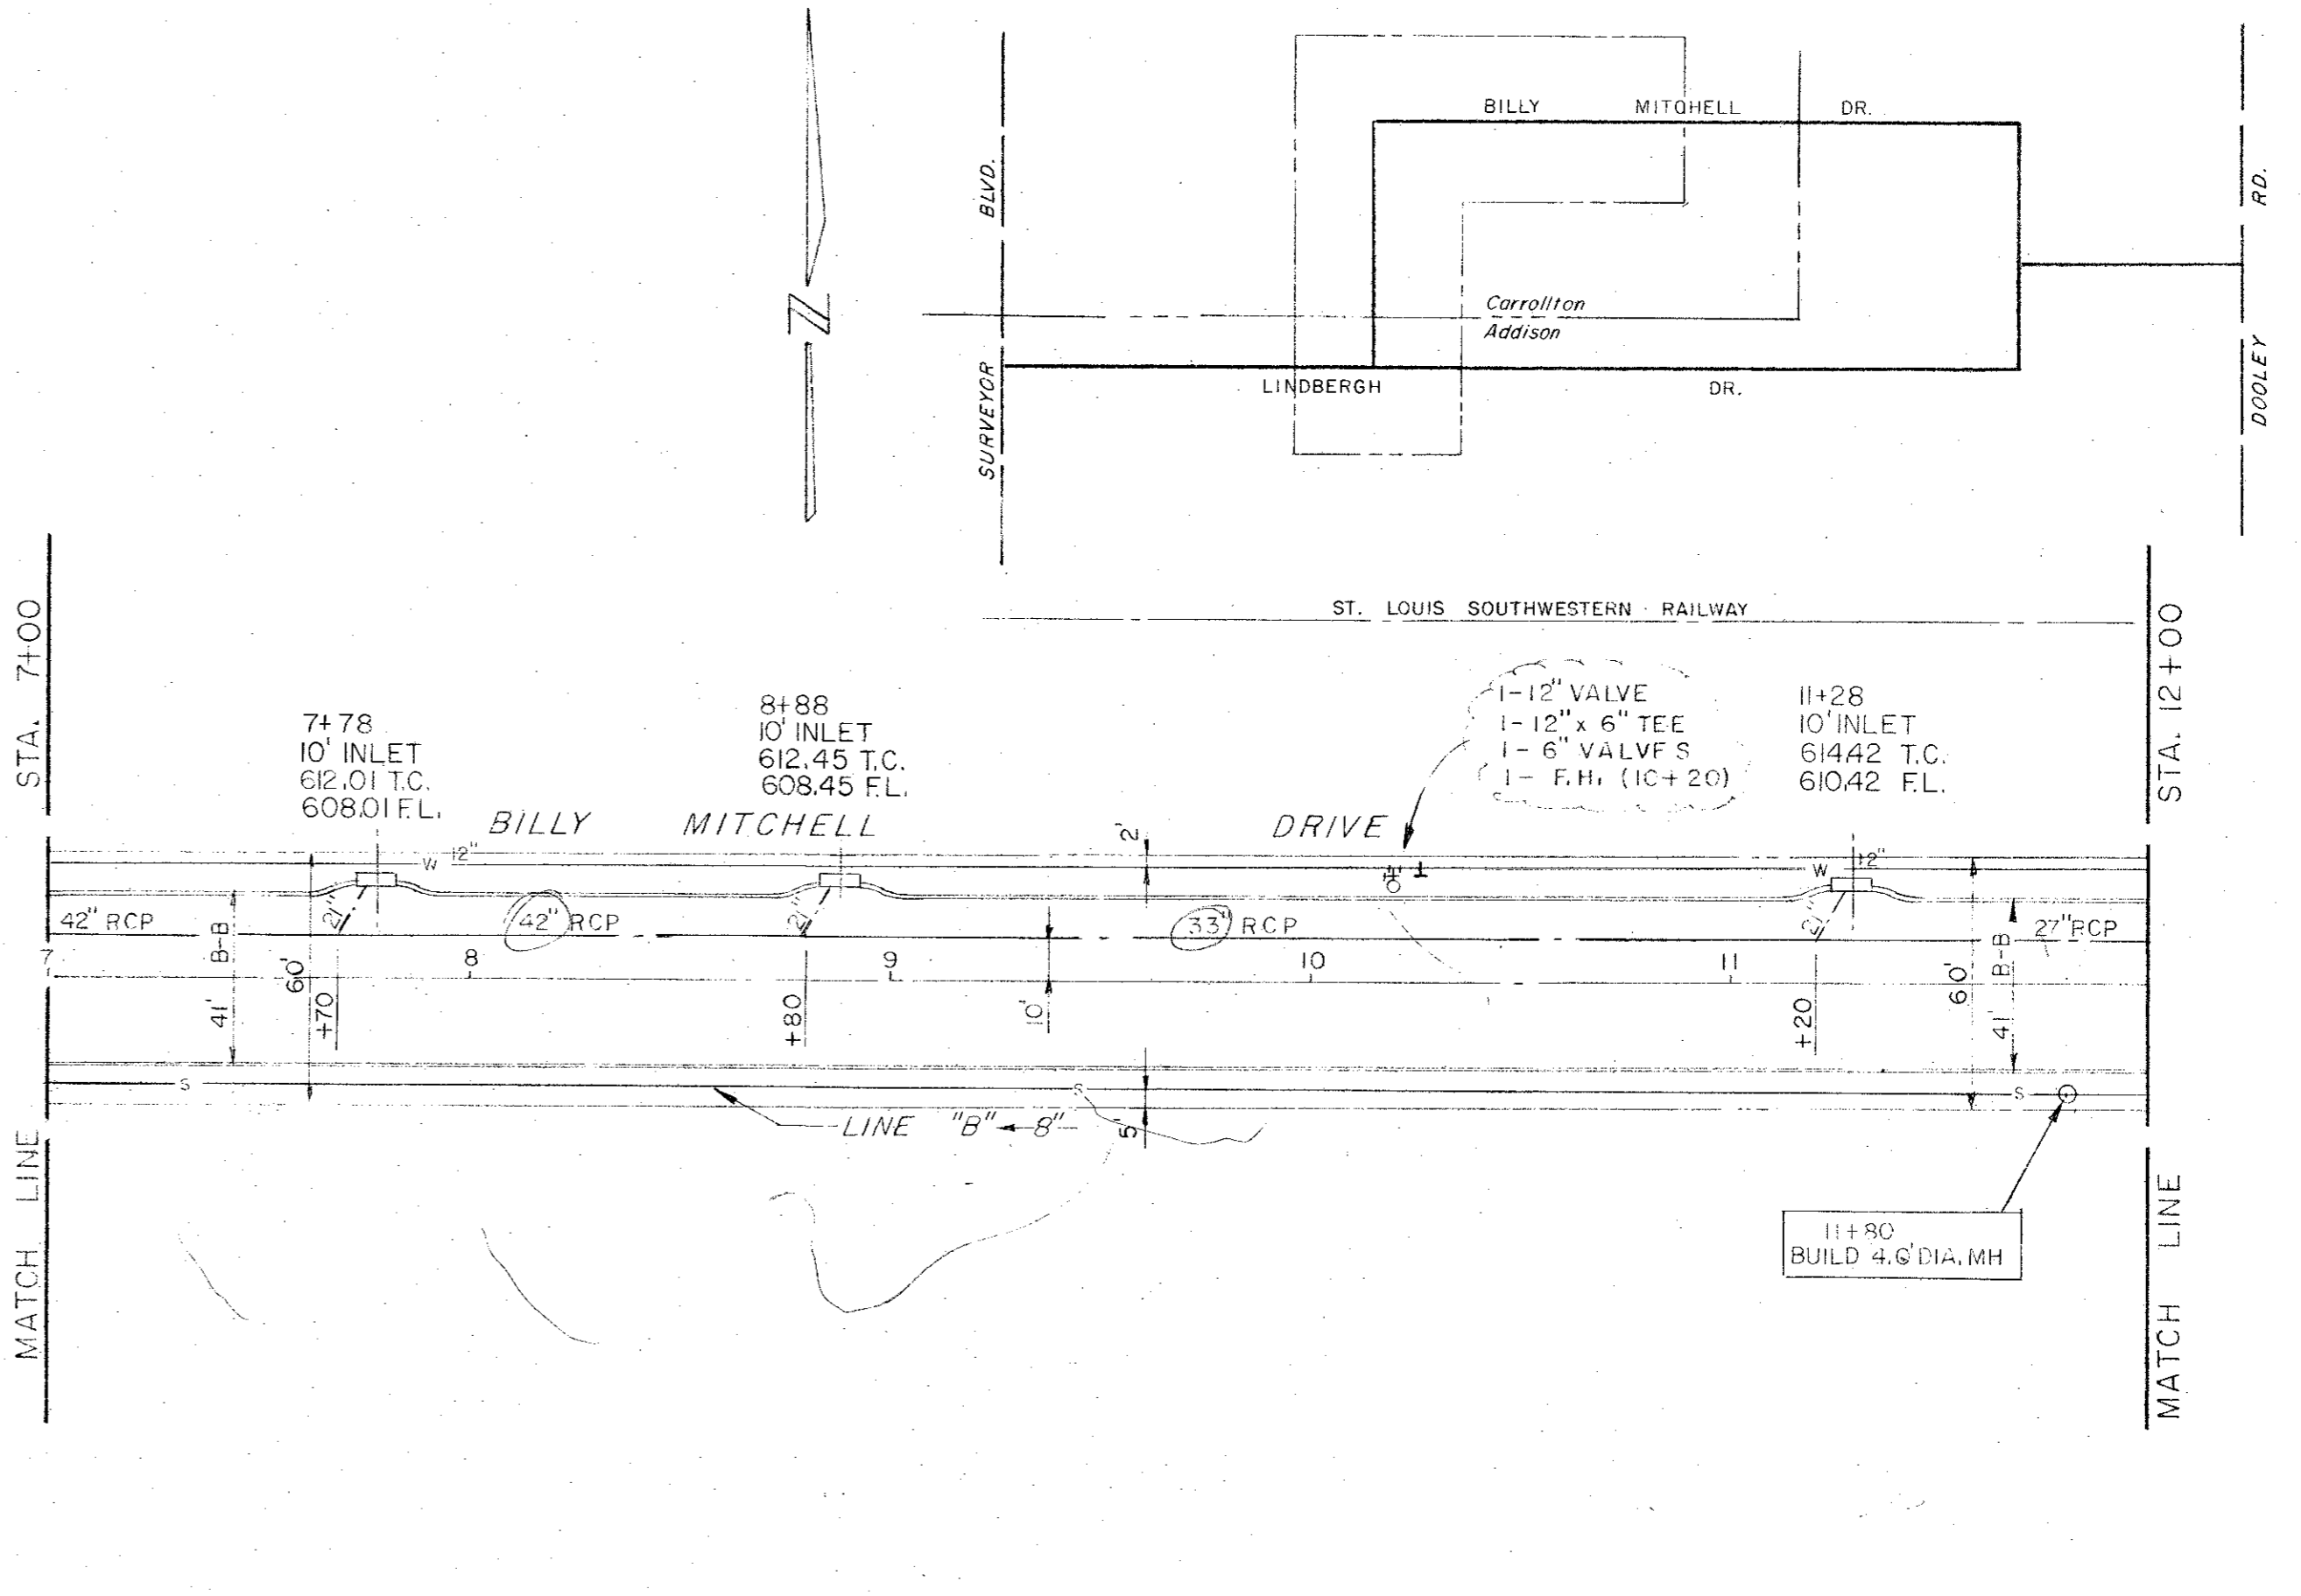 BILLY MITCHELL DR.
SURVEYOR BLVD.
DOOLEY RD.
N
Carrollton
Addison
LINDBERGH DR.
ST. LOUIS SOUTHWESTERN RAILWAY
STA. 7+00
STA. 12+00
7+78
10' INLET
612.01 T.C.
608.01 F.L.
8+88
10' INLET
612.45 T.C.
608.45 F.L.
1-12" VALVE
1-12" x 6" TEE
1- 6" VALVE S
1- F.H. (10+20)
11+28
10' INLET
614.42 T.C.
610.42 F.L.
BILLY MITCHELL DRIVE
2'
W 12"
W 12"
21"
21"
21"
42" RCP
42" RCP
33" RCP
27" RCP
7 8 9 10 11
41' B-B
60'
+70
+80
10'
+20
60'
41' B-B
S
S
S
LINE "B" 8"
5'
11+80
BUILD 4.0' DIA. MH
MATCH LINE
MATCH LINE